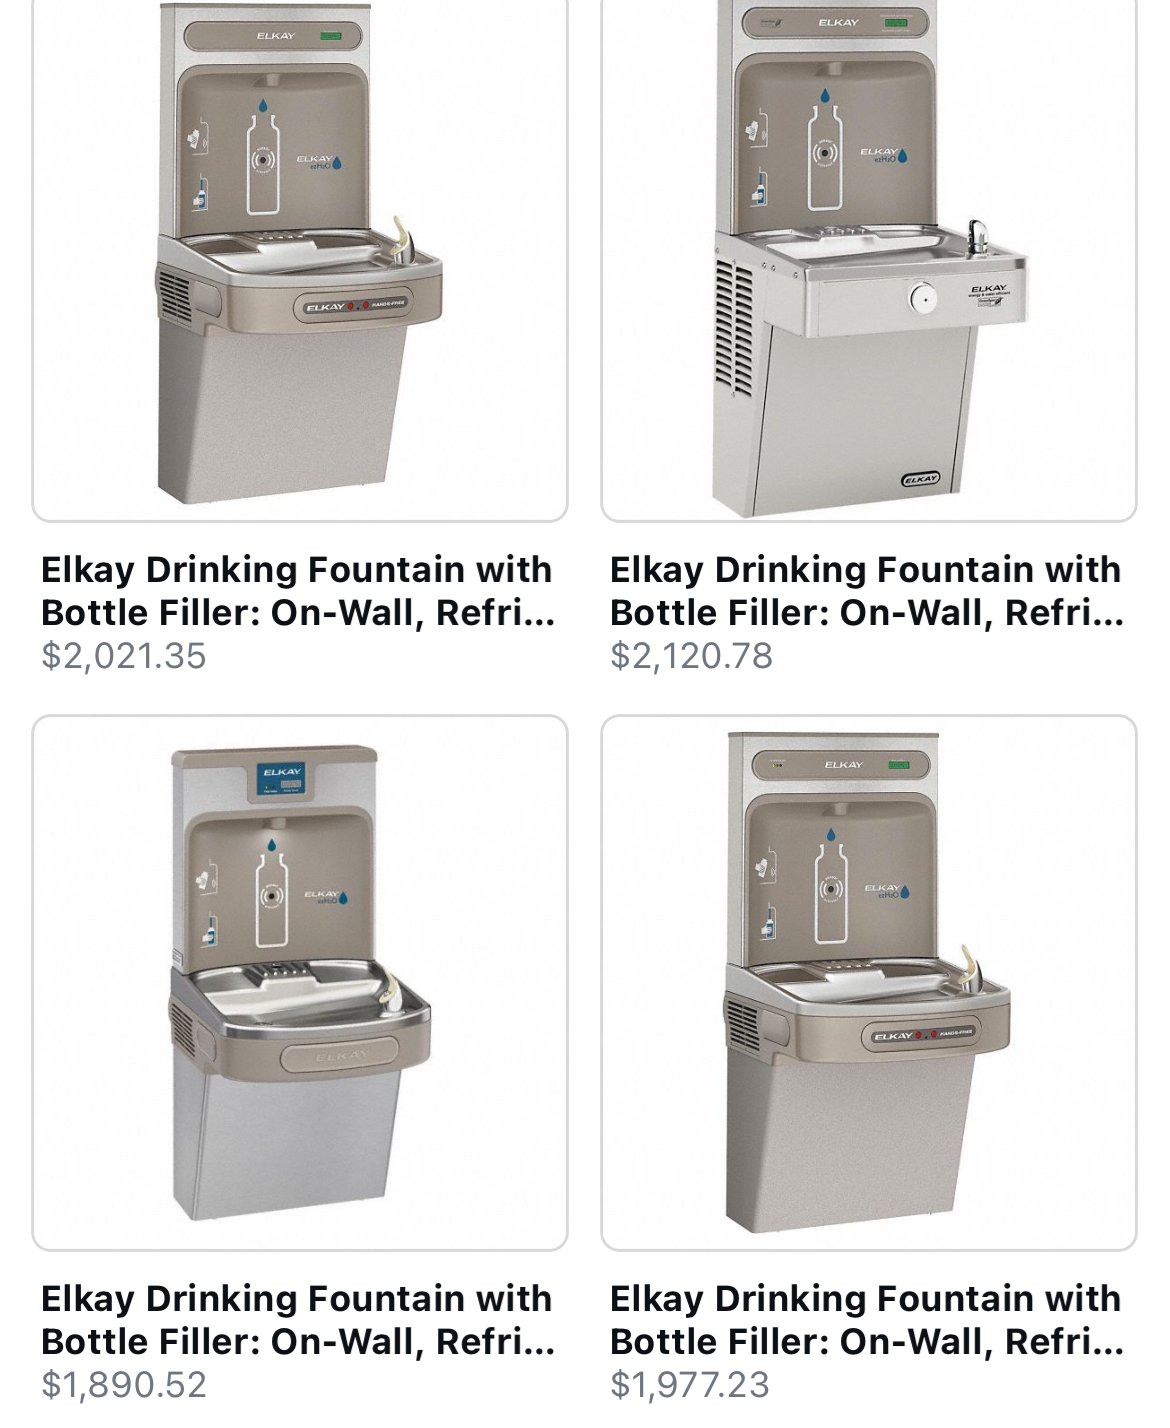 ELKAY
ELKAY
ezH2O
ELKAY HANDS-FREE
ELKAY
ELKAY
ezH2O
ELKAY
ELKAY
Elkay Drinking Fountain with
Bottle Filler: On-Wall, Refri...
$2,021.35
Elkay Drinking Fountain with
Bottle Filler: On-Wall, Refri...
$2,120.78
ELKAY
ELKAY
ezH2O
ELKAY
ELKAY
ELKAY
ezH2O
ELKAY HANDS-FREE
Elkay Drinking Fountain with
Bottle Filler: On-Wall, Refri...
$1,890.52
Elkay Drinking Fountain with
Bottle Filler: On-Wall, Refri...
$1,977.23